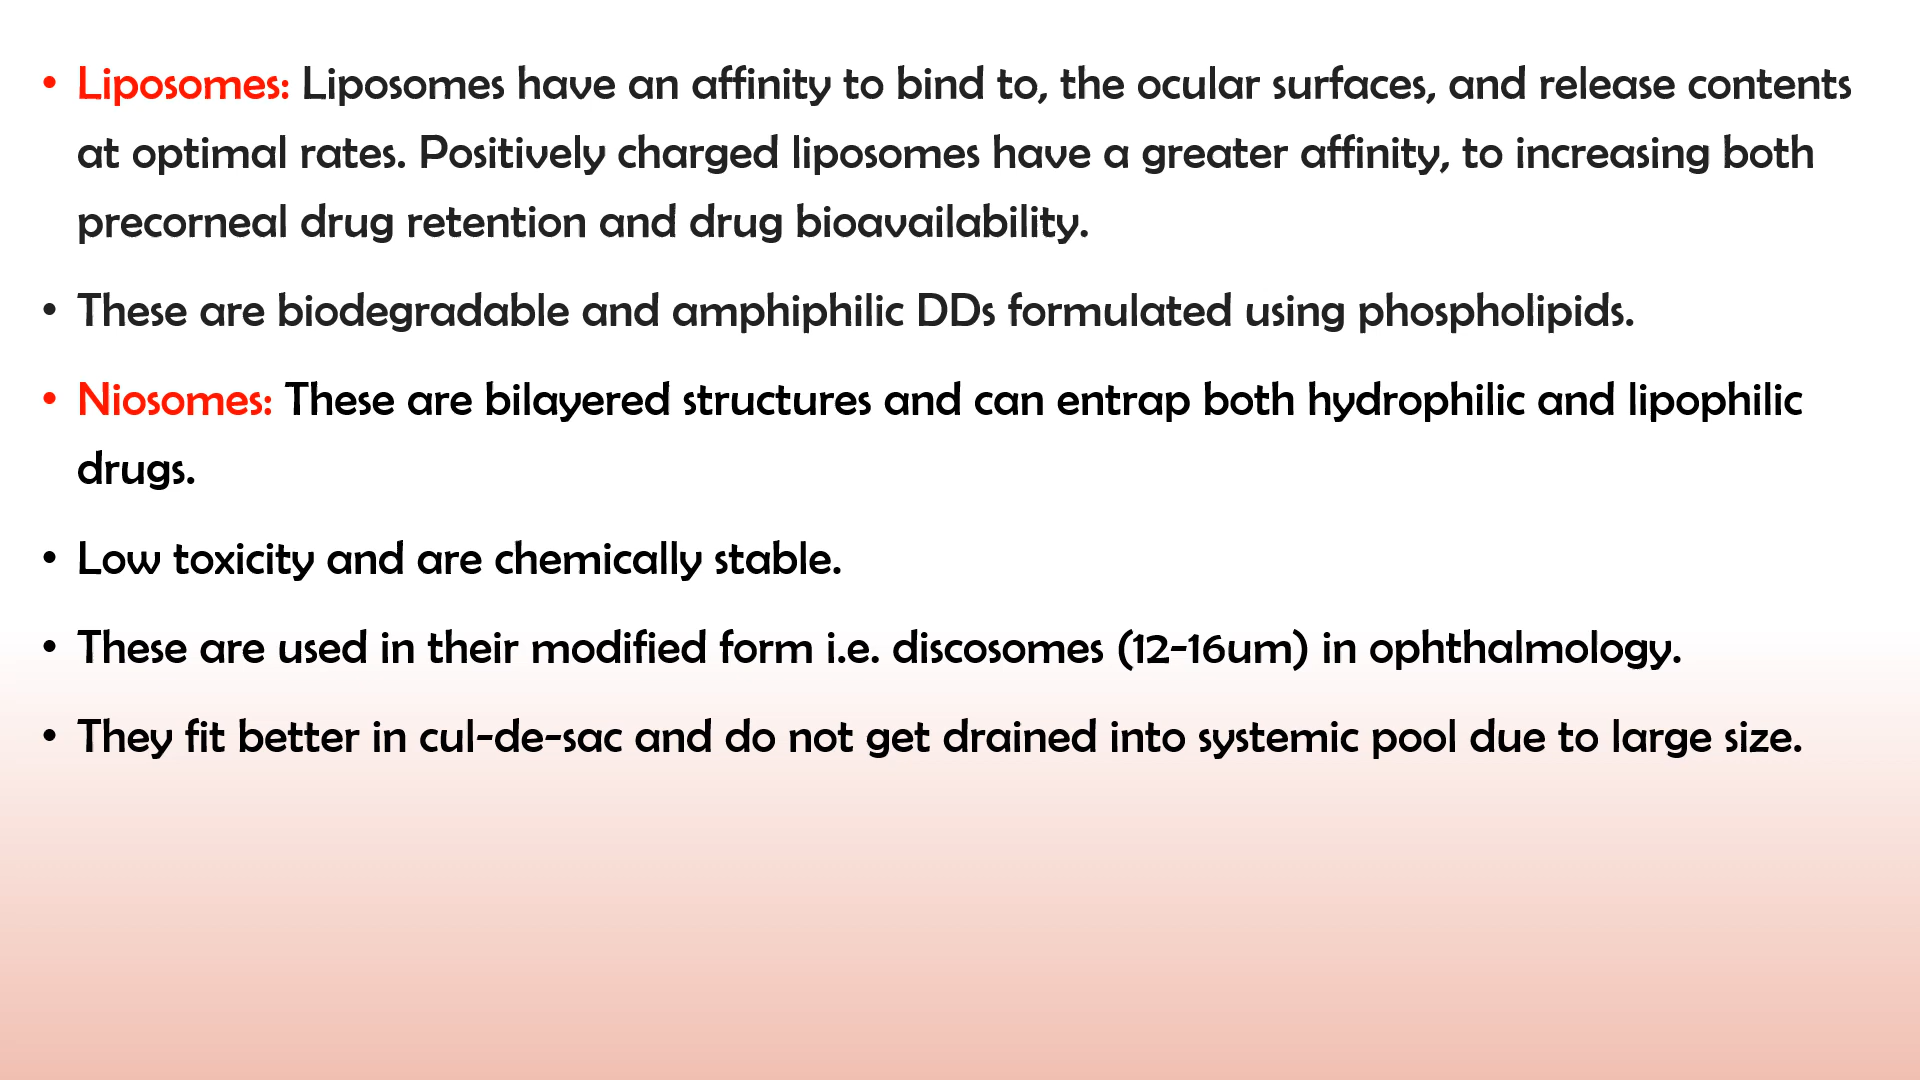 • Liposomes: Liposomes have an affinity to bind to, the ocular surfaces, and release contents
at optimal rates. Positively charged liposomes have a greater affinity, to increasing both
precorneal drug retention and drug bioavailability.
• These are biodegradable and amphiphilic DDs formulated using phospholipids.
• Niosomes: These are bilayered structures and can entrap both hydrophilic and lipophilic
drugs.
• Low toxicity and are chemically stable.
• These are used in their modified form i.e. discosomes (12-16um) in ophthalmology.
• They fit better in cul-de-sac and do not get drained into systemic pool due to large size.